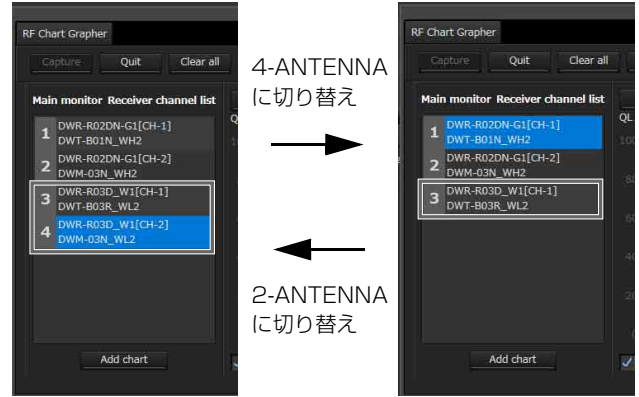 RF Chart Grapher
Capture Quit Clear all
Main monitor Receiver channel list
1 DWR-R02DN-G1[CH-1]
DWT-B01N_WH2
2 DWR-R02DN-G1[CH-2]
DWM-03N_WH2
3 DWR-R03D_W1[CH-1]
DWT-B03R_WL2
4 DWR-R03D_W1[CH-2]
DWM-03N_WL2
Add chart
4-ANTENNA
に切り替え
2-ANTENNA
に切り替え
RF Chart Grapher
Capture Quit Clear all
Main monitor Receiver channel list
QL
1 DWR-R02DN-G1[CH-1]
DWT-B01N_WH2
2 DWR-R02DN-G1[CH-2]
DWM-03N_WH2
3 DWR-R03D_W1[CH-1]
DWT-B03R_WL2
Add chart